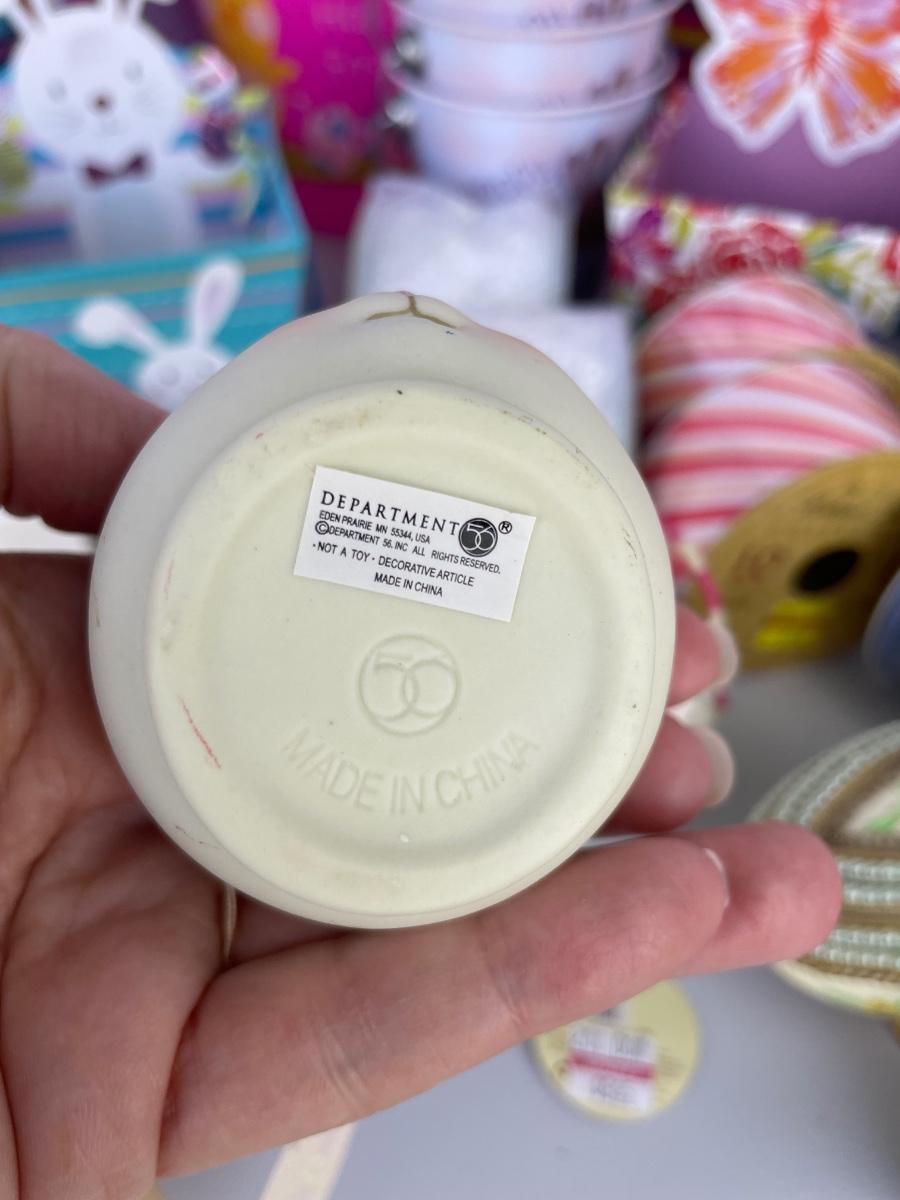 DEPARTMENT 56®
EDEN PRAIRIE MN 55344, USA
©DEPARTMENT 56, INC ALL RIGHTS RESERVED.
· NOT A TOY · DECORATIVE ARTICLE
MADE IN CHINA
56
MADE IN CHINA